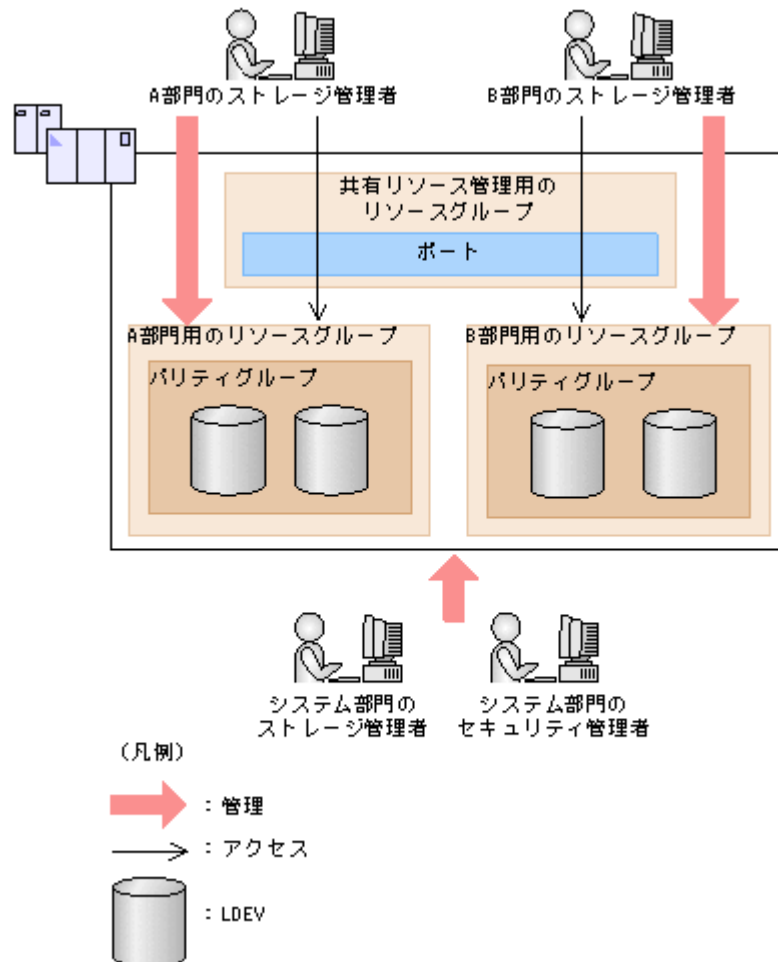 A部門のストレージ管理者
B部門のストレージ管理者
共有リソース管理用の
リソースグループ
ポート
A部門用のリソースグループ
B部門用のリソースグループ
パリティグループ
パリティグループ
システム部門の
ストレージ管理者
システム部門の
セキュリティ管理者
(凡例)
:管理
:アクセス
:LDEV